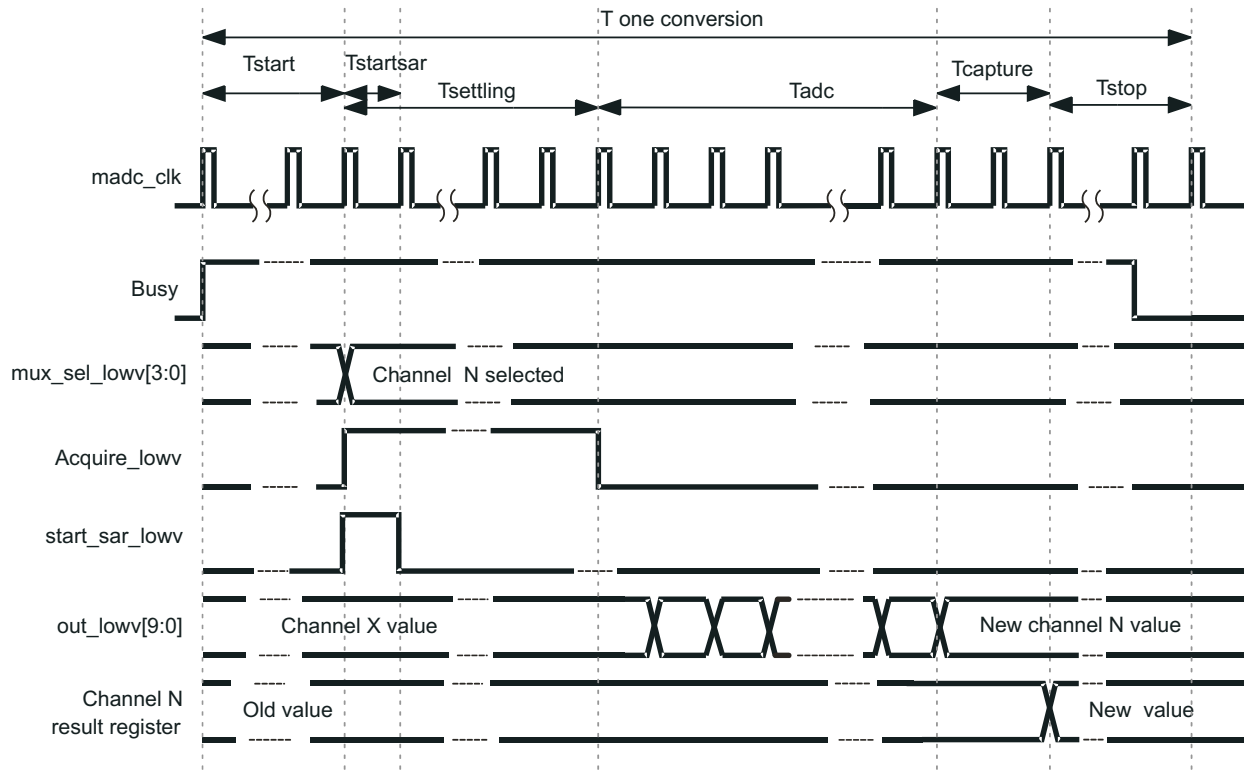 T one conversion
Tstart
Tstartsar
Tsettling
Tadc
Tcapture
Tstop
madc_clk
Busy
mux_sel_lowv[3:0]
Channel N selected
Acquire_lowv
start_sar_lowv
out_lowv[9:0]
Channel X value
New channel N value
Channel N
result register
Old value
New value